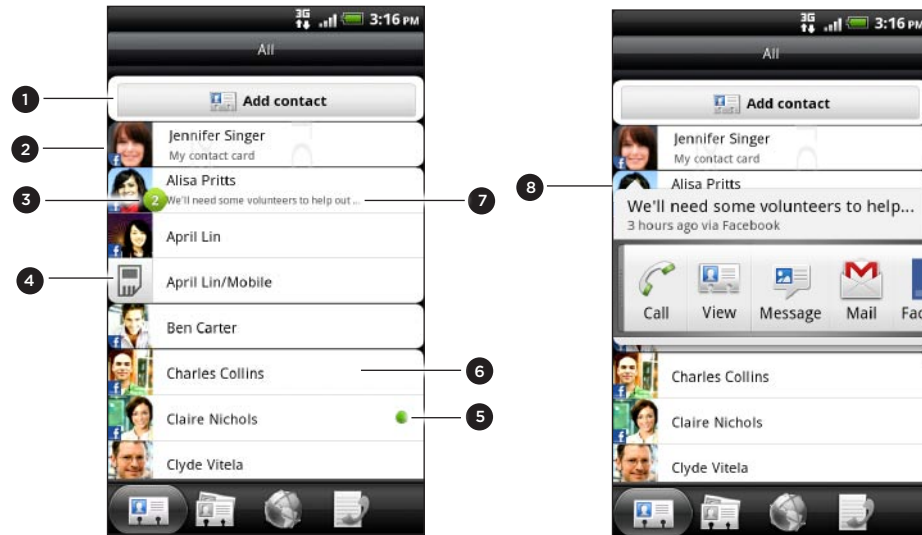 3G 3:16 PM
All
1
Add contact
2
Jennifer Singer
My contact card
Alisa Pritts
3
2
We'll need some volunteers to help out ...
7
April Lin
4
April Lin/Mobile
Ben Carter
Charles Collins
6
Claire Nichols
5
Clyde Vitela
3G 3:16 PM
All
Add contact
Jennifer Singer
My contact card
8
Alisa Pritts
We'll need some volunteers to help...
3 hours ago via Facebook
Call View Message Mail Fac
Charles Collins
Claire Nichols
Clyde Vitela